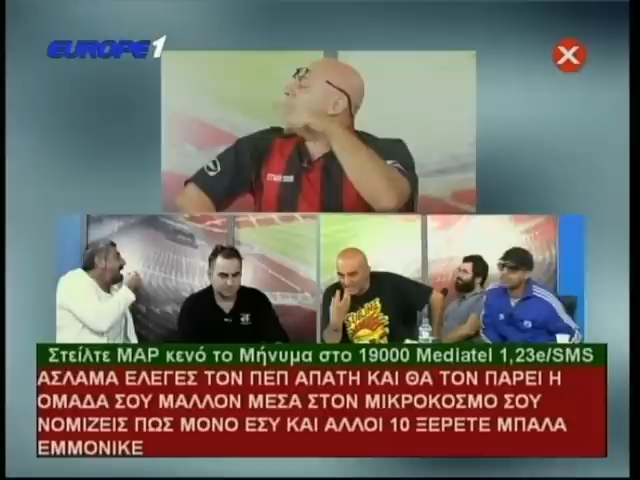 EUROPE1
X
Στείλτε ΜΑΡ κενό το Μήνυμα στο 19000 Mediatel 1,23e/SMS
ΑΣΛΑΜΑ ΕΛΕΓΕΣ ΤΟΝ ΠΕΠ ΑΠΑΤΗ ΚΑΙ ΘΑ ΤΟΝ ΠΑΡΕΙ Η
ΟΜΑΔΑ ΣΟΥ ΜΑΛΛΟΝ ΜΕΣΑ ΣΤΟΝ ΜΙΚΡΟΚΟΣΜΟ ΣΟΥ
ΝΟΜΙΖΕΙΣ ΠΩΣ ΜΟΝΟ ΕΣΥ ΚΑΙ ΑΛΛΟΙ 10 ΞΕΡΕΤΕ ΜΠΑΛΑ
ΕΜΜΟΝΙΚΕ